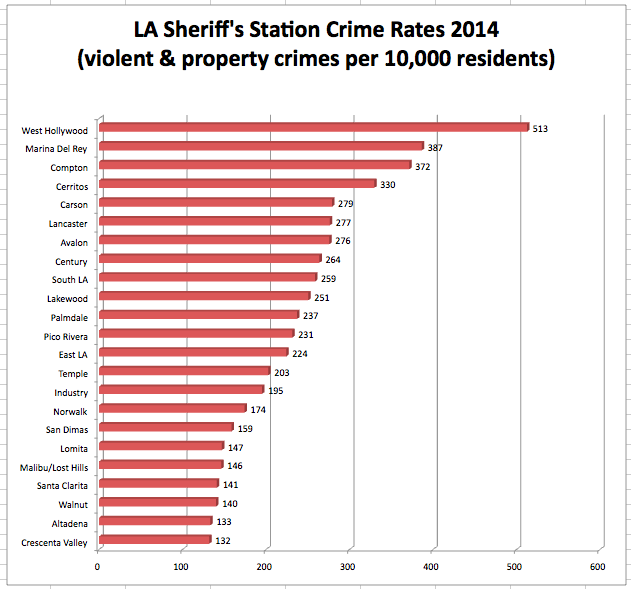 LA Sheriff's Station Crime Rates 2014
(violent & property crimes per 10,000 residents)
West Hollywood 513
Marina Del Rey 387
Compton 372
Cerritos 330
Carson 279
Lancaster 277
Avalon 276
Century 264
South LA 259
Lakewood 251
Palmdale 237
Pico Rivera 231
East LA 224
Temple 203
Industry 195
Norwalk 174
San Dimas 159
Lomita 147
Malibu/Lost Hills 146
Santa Clarita 141
Walnut 140
Altadena 133
Crescenta Valley 132
0 100 200 300 400 500 600